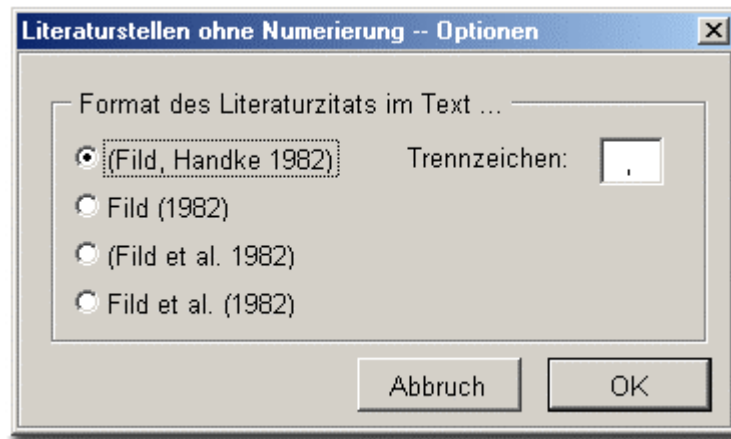 Literaturstellen ohne Numerierung -- Optionen
Format des Literaturzitats im Text ...
(Fild, Handke 1982) Trennzeichen: ,
Fild (1982)
(Fild et al. 1982)
Fild et al. (1982)
Abbruch OK